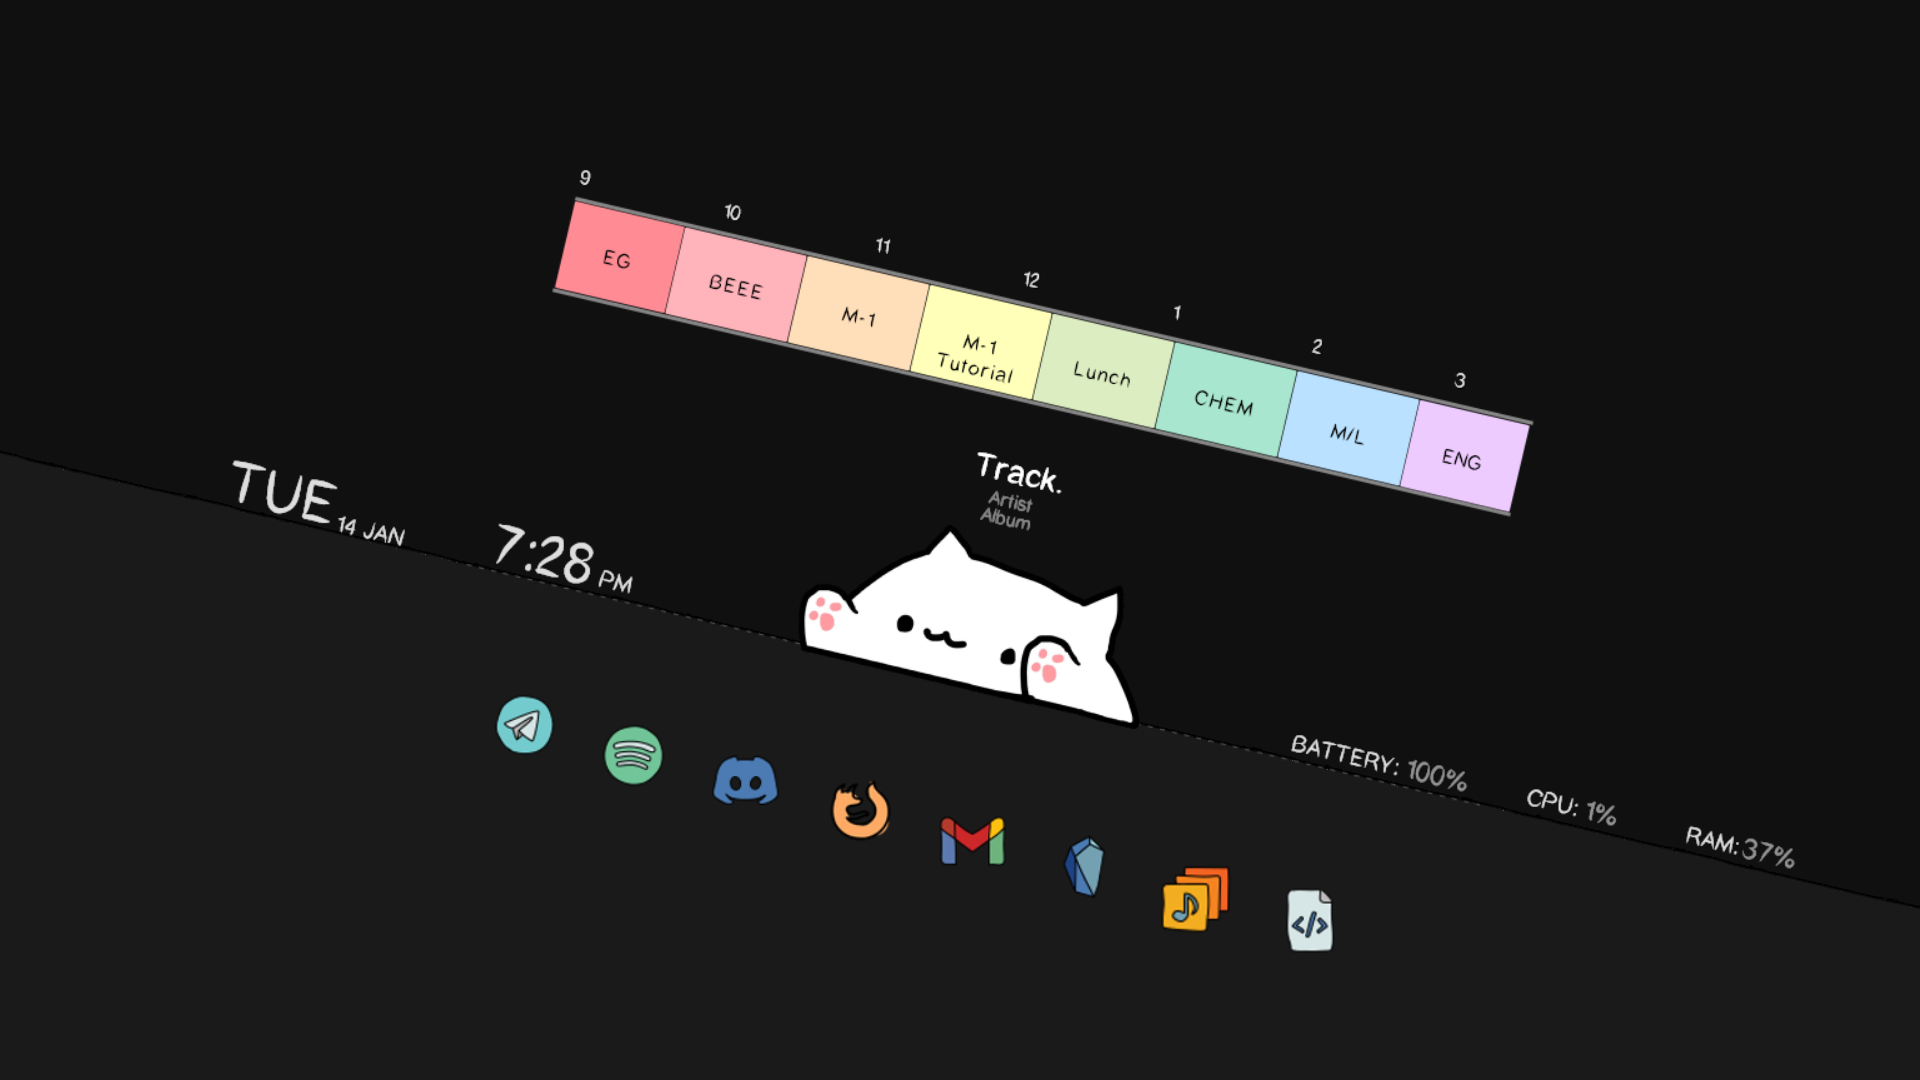 9
10
11
12
1
2
3
EG
BEEE
M-1
M-1
Tutorial
Lunch
CHEM
M/L
ENG
Track.
Artist
Album
TUE 14 JAN
7:28 PM
BATTERY: 100%
CPU: 1%
RAM: 37%
</>